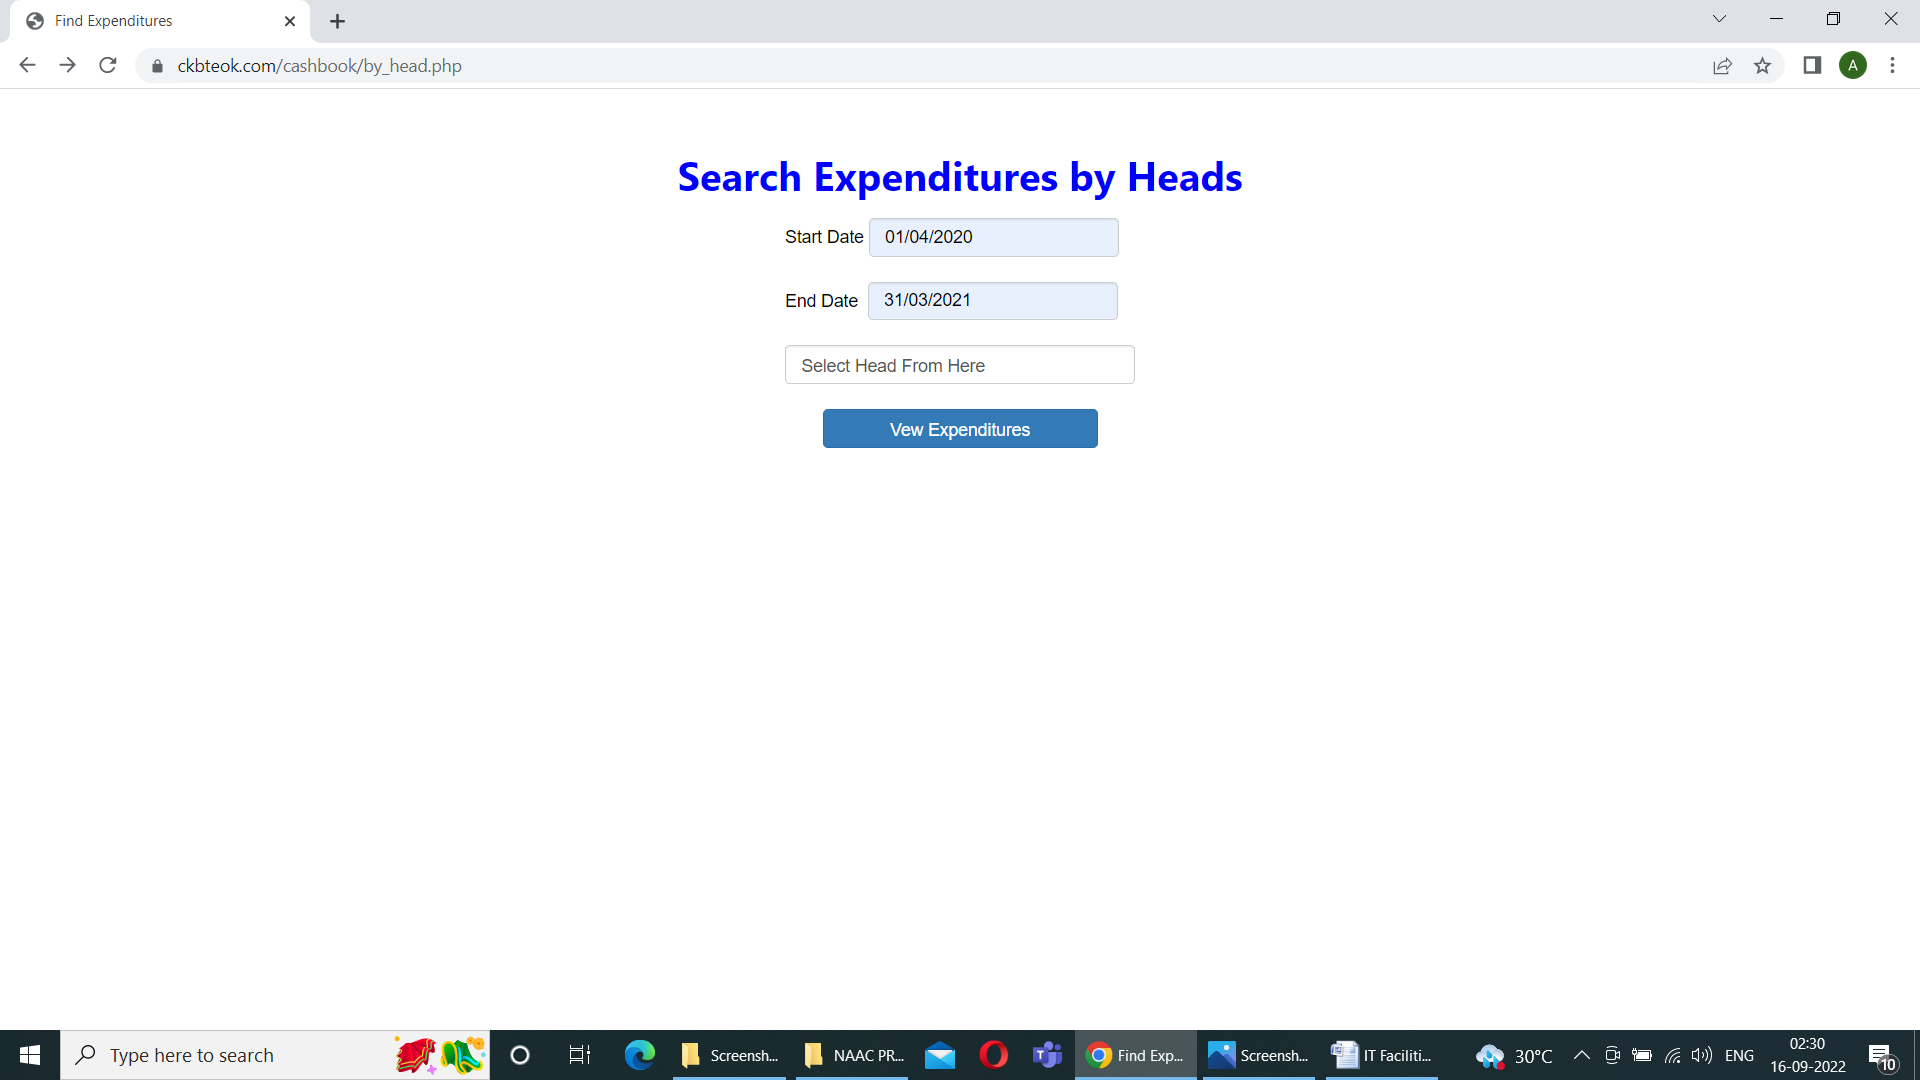 Find Expenditures
ckbteok.com/cashbook/by_head.php
A
Search Expenditures by Heads
Start Date 01/04/2020
End Date 31/03/2021
Select Head From Here
Vew Expenditures
Type here to search
Screensh...
NAAC PR...
Find Exp...
Screensh...
IT Faciliti...
30°C
ENG
02:30
16-09-2022
10